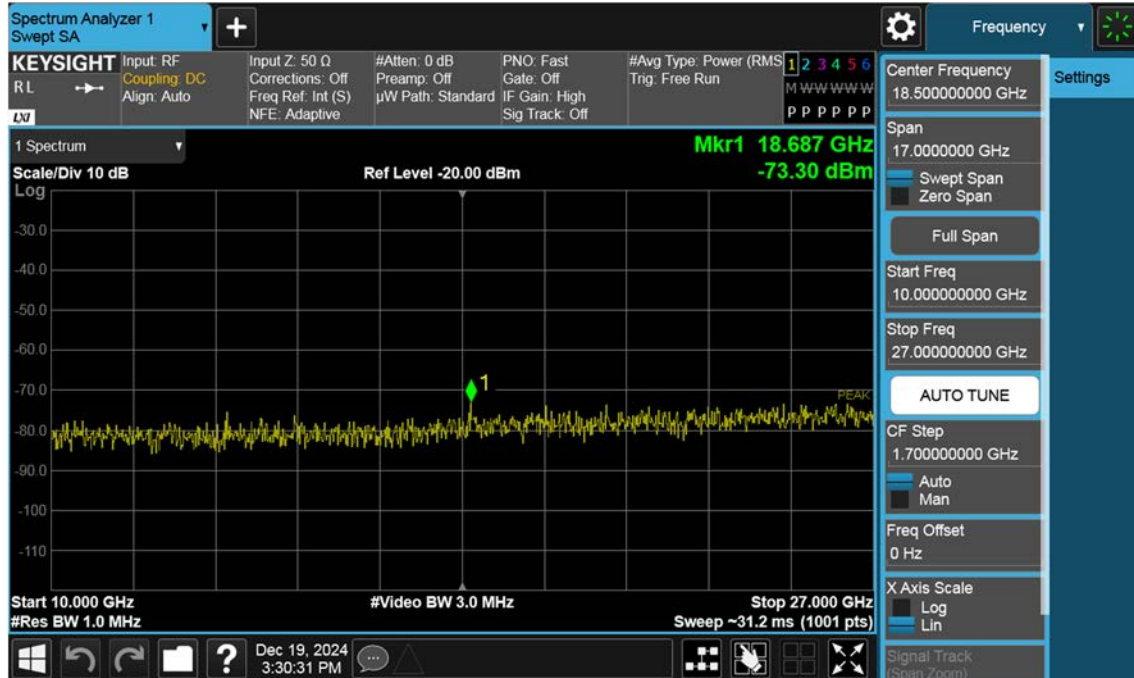 Spectrum Analyzer 1
Swept SA
+
Frequency
KEYSIGHT
RL
LXI
Input: RF
Coupling: DC
Align: Auto
Input Z: 50 Ω
Corrections: Off
Freq Ref: Int (S)
NFE: Adaptive
#Atten: 0 dB
Preamp: Off
µW Path: Standard
PNO: Fast
Gate: Off
IF Gain: High
Sig Track: Off
#Avg Type: Power (RMS
Trig: Free Run
1 2 3 4 5 6
M W W W W W
P P P P P P
1 Spectrum
Mkr1 18.687 GHz
Scale/Div 10 dB
Ref Level -20.00 dBm
-73.30 dBm
Log
-30.0
-40.0
-50.0
-60.0
-70.0
-80.0
-90.0
-100
-110
1
PEAK
Start 10.000 GHz
#Video BW 3.0 MHz
Stop 27.000 GHz
#Res BW 1.0 MHz
Sweep ~31.2 ms (1001 pts)
?
Dec 19, 2024
3:30:31 PM
Center Frequency
18.500000000 GHz
Settings
Span
17.0000000 GHz
Swept Span
Zero Span
Full Span
Start Freq
10.000000000 GHz
Stop Freq
27.000000000 GHz
AUTO TUNE
CF Step
1.700000000 GHz
Auto
Man
Freq Offset
0 Hz
X Axis Scale
Log
Lin
Signal Track
(Span Zoom)